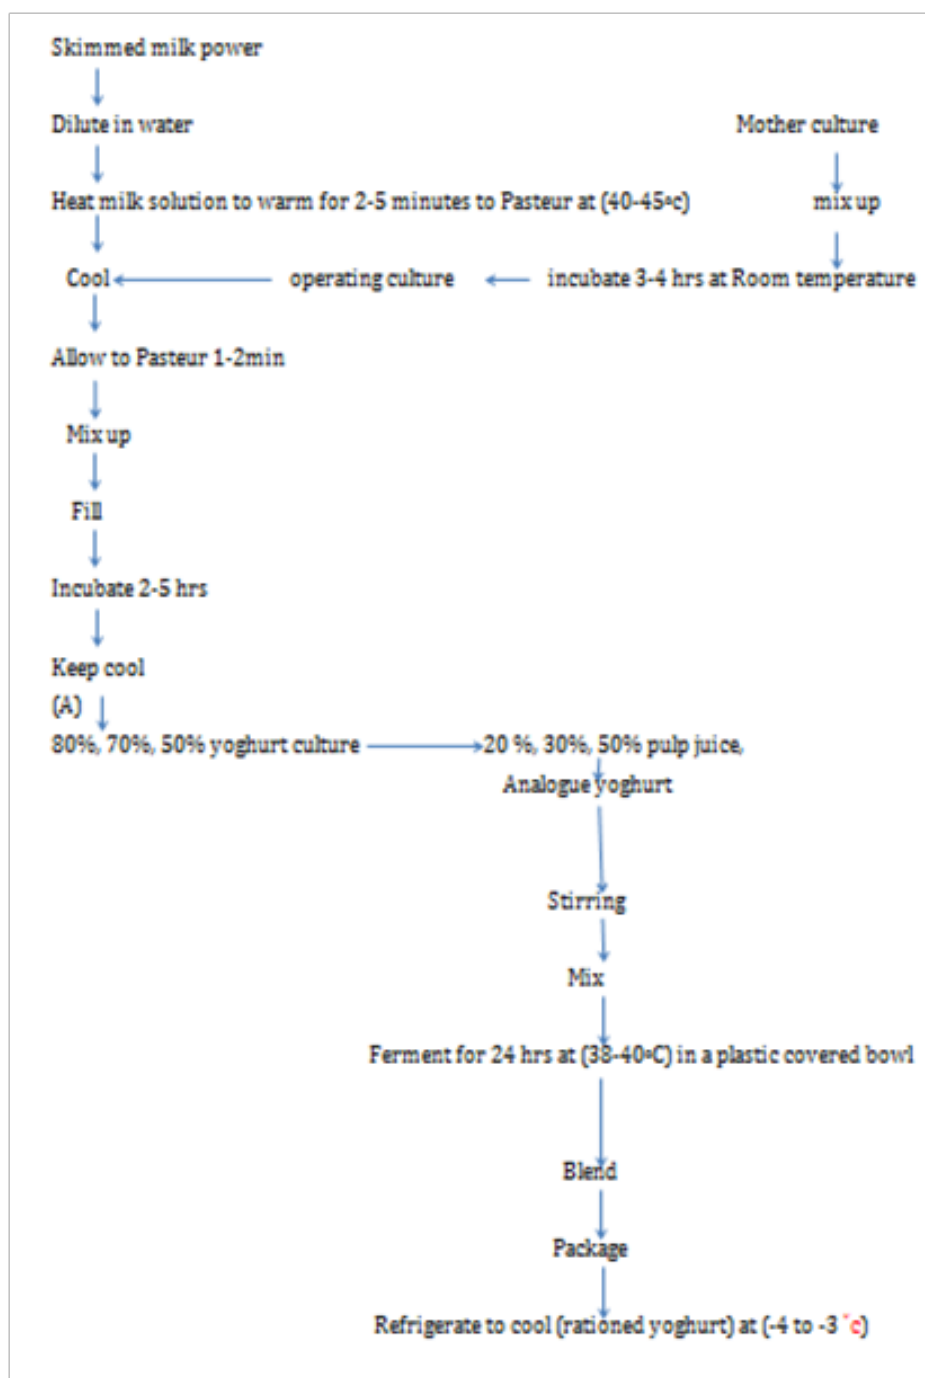 Skimmed milk power
Dilute in water
Mother culture
Heat milk solution to warm for 2-5 minutes to Pasteur at (40-45°c)
mix up
Cool
operating culture
incubate 3-4 hrs at Room temperature
Allow to Pasteur 1-2min
Mix up
Fill
Incubate 2-5 hrs
Keep cool
(A)
80%, 70%, 50% yoghurt culture
20 %, 30%, 50% pulp juice,
Analogue yoghurt
Stirring
Mix
Ferment for 24 hrs at (38-40°C) in a plastic covered bowl
Blend
Package
Refrigerate to cool (rationed yoghurt) at (-4 to -3 °c)